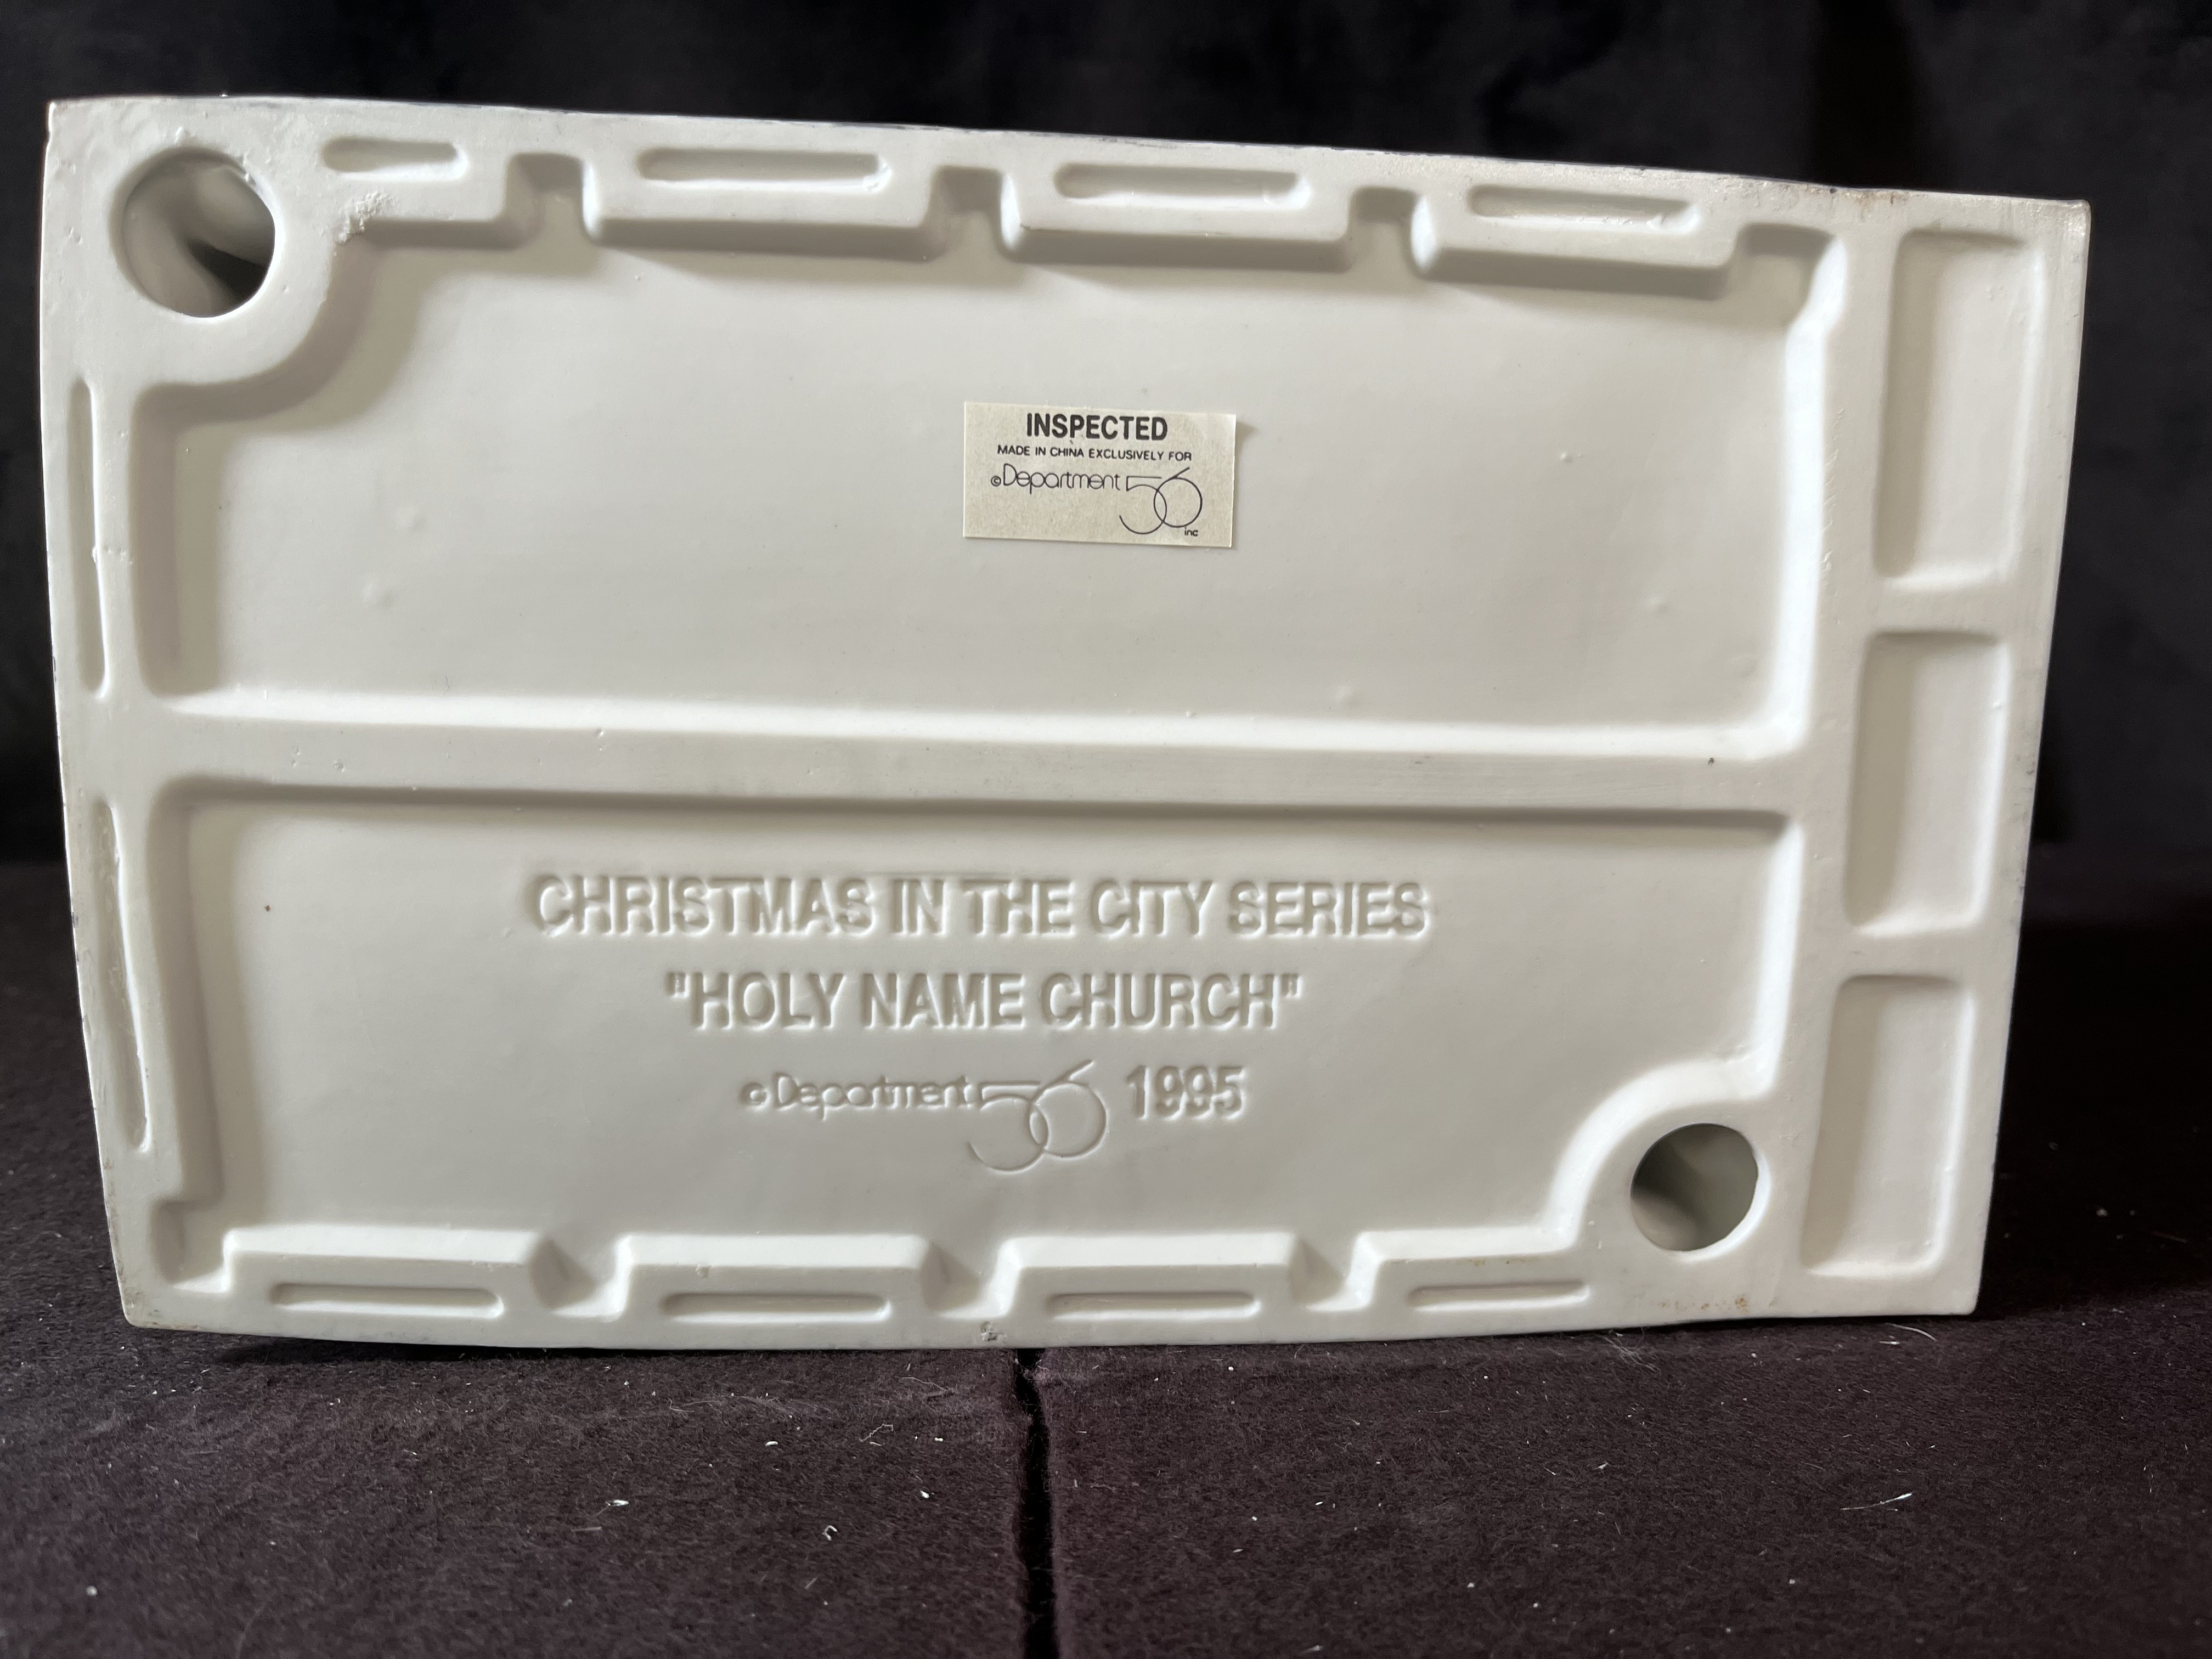 INSPECTED
MADE IN CHINA EXCLUSIVELY FOR
©Department 56
inc
CHRISTMAS IN THE CITY SERIES
"HOLY NAME CHURCH"
©Department 56 1995